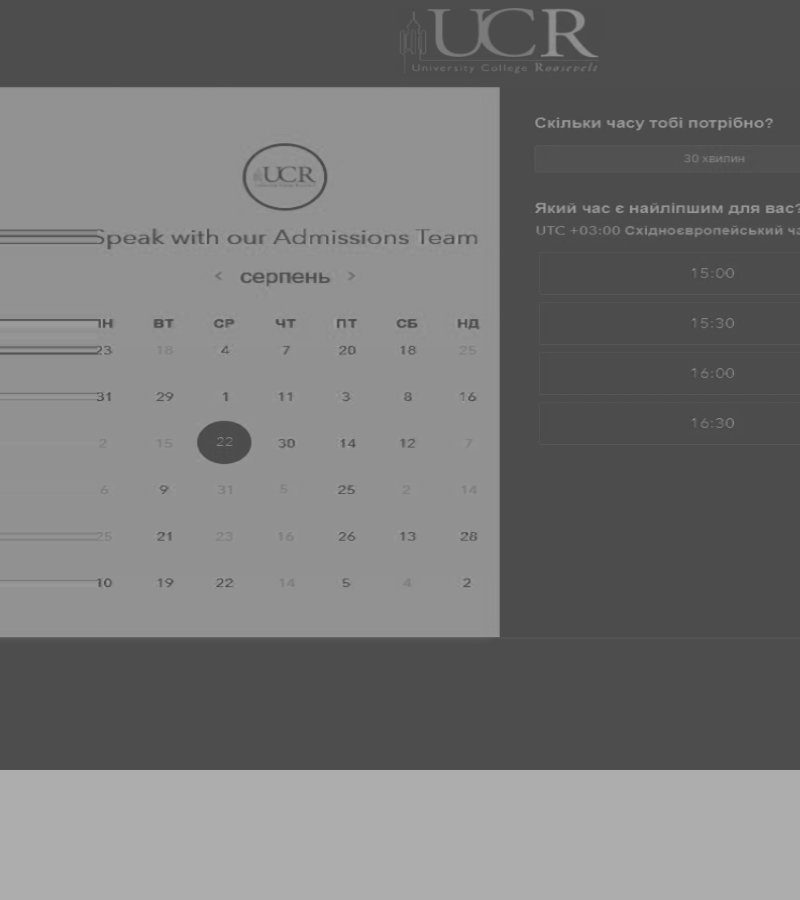 UCR
University College Roosevelt
UCR
Speak with our Admissions Team
< серпень >
ПН ВТ СР ЧТ ПТ СБ НД
23 18 4 7 20 18 25
31 29 1 11 3 8 16
2 15 22 30 14 12 7
6 9 31 5 25 2 14
25 21 23 16 26 13 28
10 19 22 14 5 4 2
Скільки часу тобі потрібно?
30 хвилин
Який час є найліпшим для вас?
UTC +03:00 Східноєвропейський
15:00
15:30
16:00
16:30